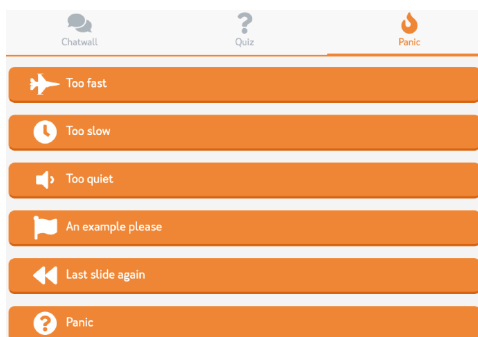 Chatwall
Quiz
Panic
Too fast
Too slow
Too quiet
An example please
Last slide again
Panic